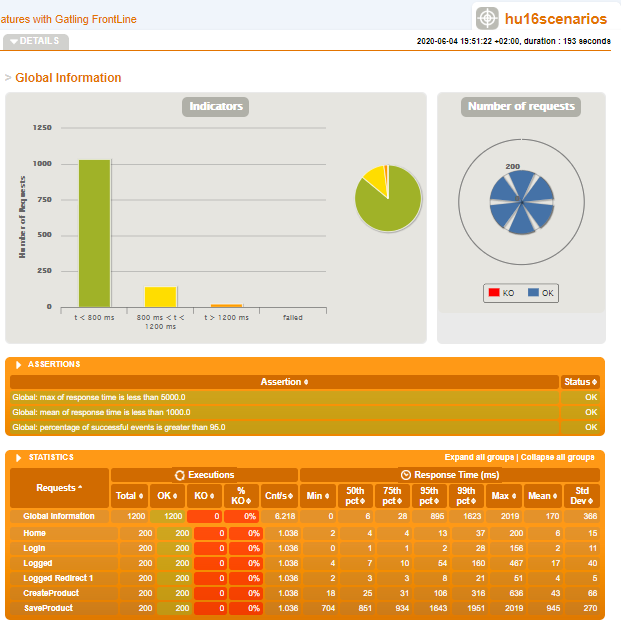 atures with Gatling FrontLine
hu16scenarios
DETAILS
2020-06-04 15:51:22 +02:00, duration : 193 seconds
> Global Information
Indicators
Number of Requests
1250
1000
750
500
250
0
t < 800 ms
800 ms < t < 1200 ms
t > 1200 ms
failed
Number of requests
200
KO OK
ASSERTIONS
Assertion Status
Global: max of response time is less than 5000.0 OK
Global: mean of response time is less than 1000.0 OK
Global: percentage of successful events is greater than 95.0 OK
STATISTICS
Expand all groups | Collapse all groups
Requests Executions Response Time (ms)
Total OK KO % KO Cnt/s Min 50th pct 75th pct 95th pct 99th pct Max Mean Std Dev
Global Information 1200 1200 0 0% 6.218 0 6 26 895 1623 2019 170 366
Home 200 200 0 0% 1.036 2 4 4 13 37 200 6 15
Login 200 200 0 0% 1.036 0 1 1 2 28 156 2 11
Logged 200 200 0 0% 1.036 4 7 10 54 160 467 17 40
Logged Redirect 1 200 200 0 0% 1.036 2 3 3 8 21 51 4 5
CreateProduct 200 200 0 0% 1.036 18 25 31 106 316 636 43 66
SaveProduct 200 200 0 0% 1.036 704 851 934 1643 1951 2019 945 270